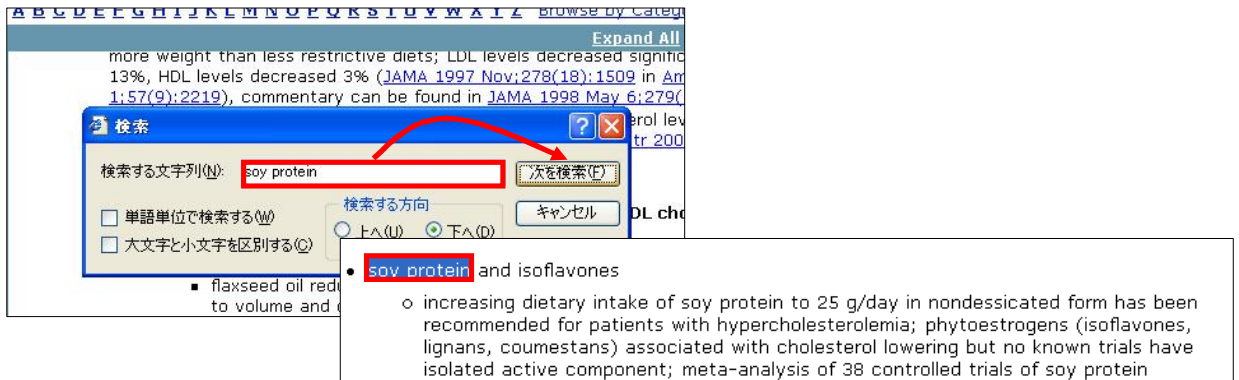 A B C D E F G H I J K L M N O P Q R S T U V W X Y Z Browse by Categ
Expand All
more weight than less restrictive diets; LDL levels decreased signific
13%, HDL levels decreased 3% (JAMA 1997 Nov;278(18):1509 in Am
1;57(9):2219), commentary can be found in JAMA 1998 May 6;279(
erol lev
tr 200
検索
検索する文字列(N): soy protein 次を検索(F)
単語単位で検索する(W)
大文字と小文字を区別する(C)
検索する方向
上へ(U) 下へ(D)
キャンセル
DL cho
▪ flaxseed oil redu
to volume and
• soy protein and isoflavones
o increasing dietary intake of soy protein to 25 g/day in nondessicated form has been
recommended for patients with hypercholesterolemia; phytoestrogens (isoflavones,
lignans, coumestans) associated with cholesterol lowering but no known trials have
isolated active component; meta-analysis of 38 controlled trials of soy protein